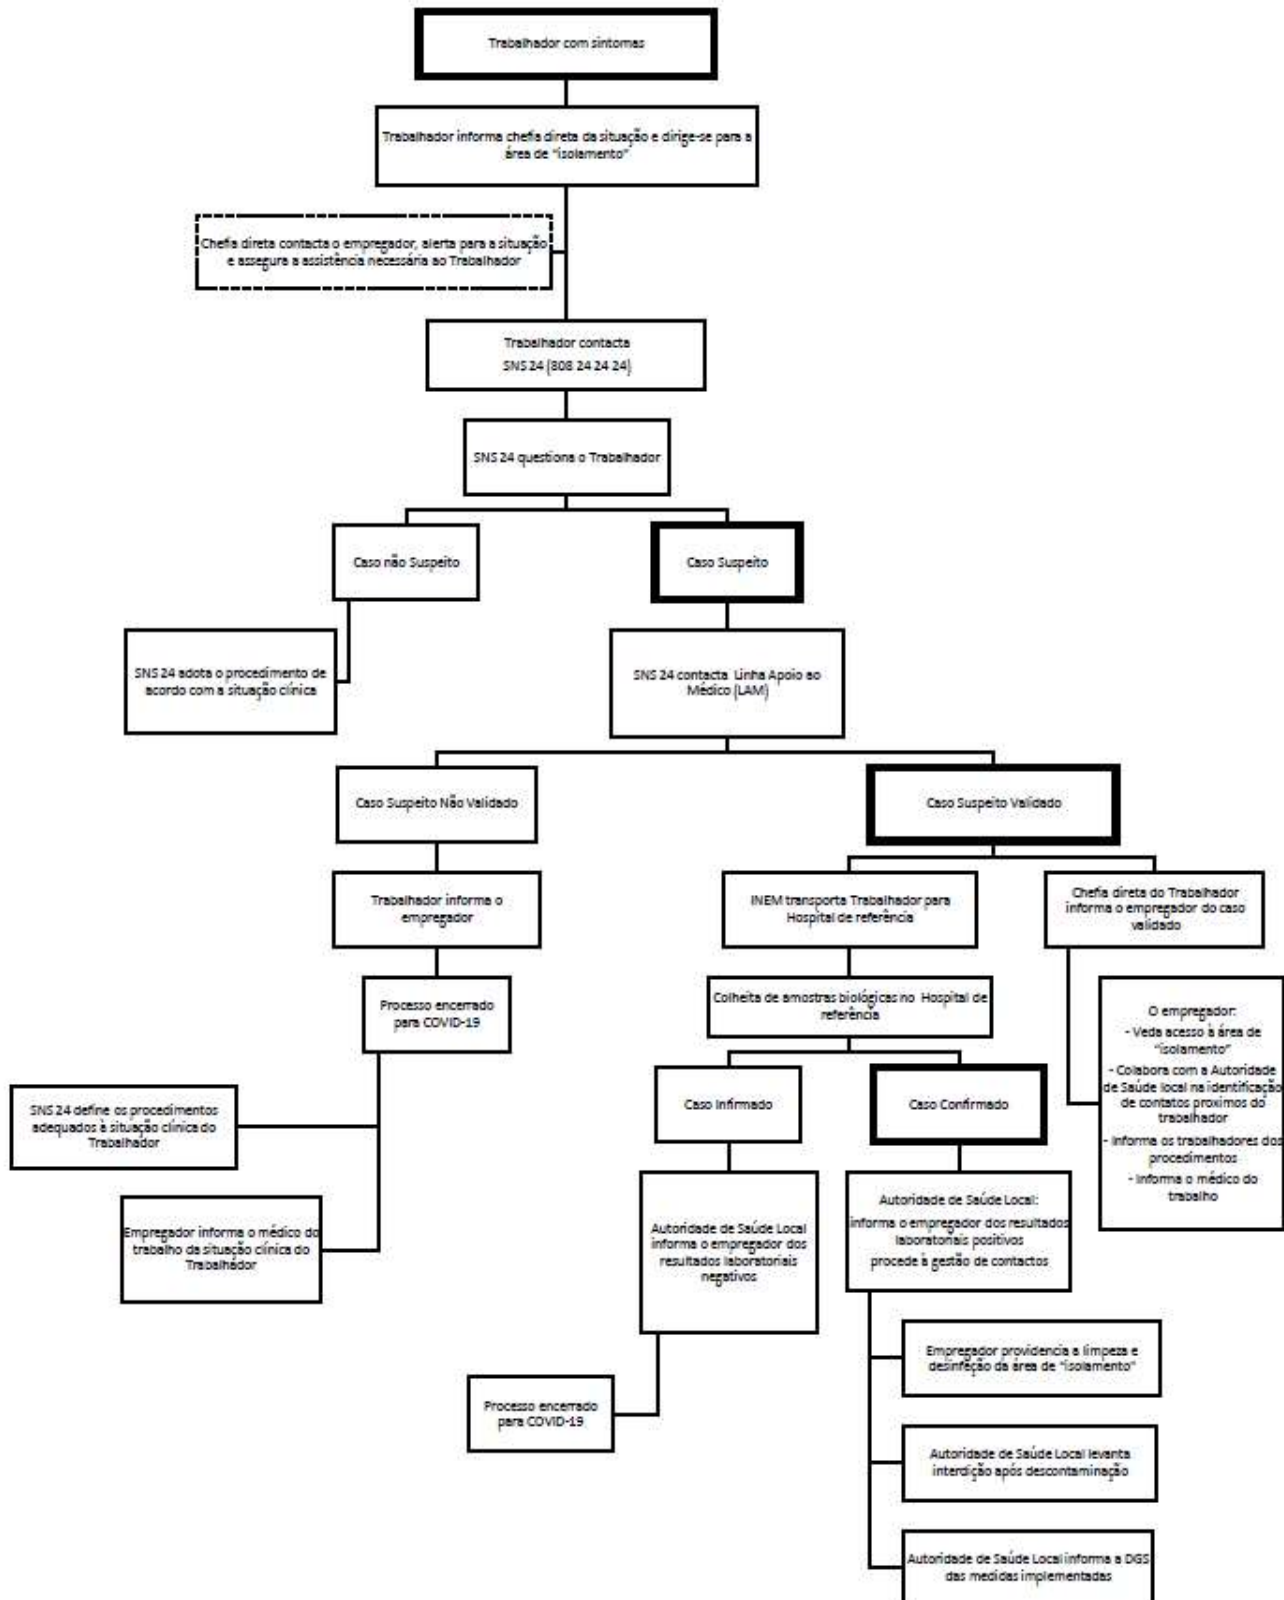 Trabalhador com sintomas
Trabalhador informa chefia direta da situação e dirige-se para a
área de "isolamento"
Chefia direta contacta o empregador, alerta para a situação
e assegura a assistência necessária ao Trabalhador
Trabalhador contacta
SNS 24 (808 24 24 24)
SNS 24 questiona o Trabalhador
Caso não Suspeito
Caso Suspeito
SNS 24 adota o procedimento de
acordo com a situação clínica
SNS 24 contacta Linha Apoio ao
Médico (LAM)
Caso Suspeito Não Validado
Caso Suspeito Validado
Trabalhador informa o
empregador
INEM transporta Trabalhador para
Hospital de referência
Chefia direta do Trabalhador
informa o empregador do caso
validado
Processo encerrado
para COVID-19
Colheita de amostras biológicas no Hospital de
referência
O empregador:
- Veda acesso à área de
"isolamento"
- Colabora com a Autoridade
de Saúde local na identificação
de contatos proximos do
trabalhador
- Informa os trabalhadores dos
procedimentos
- Informa o médico do
trabalho
SNS 24 define os procedimentos
adequados à situação clínica do
Trabalhador
Caso Infirmado
Caso Confirmado
Empregador informa o médico do
trabalho da situação clínica do
Trabalhador
Autoridade de Saúde Local
informa o empregador dos
resultados laboratoriais
negativos
Autoridade de Saúde Local:
informa o empregador dos resultados
laboratoriais positivos
procede à gestão de contactos
Processo encerrado
para COVID-19
Empregador providencia a limpeza e
desinfeção da área de "isolamento"
Autoridade de Saúde Local levanta
interdição após descontaminação
Autoridade de Saúde Local informa a DGS
das medidas implementadas